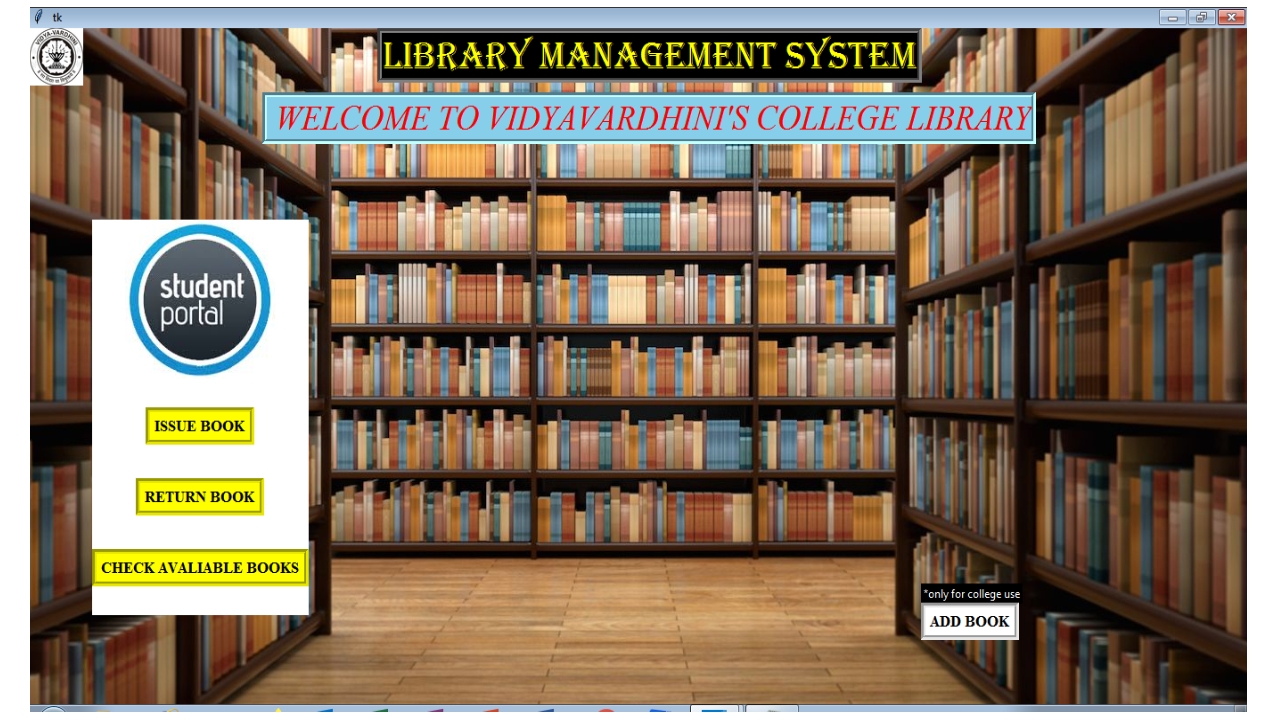 tk
LIBRARY MANAGEMENT SYSTEM
WELCOME TO VIDYAVARDHINI'S COLLEGE LIBRARY
student
portal
ISSUE BOOK
RETURN BOOK
CHECK AVALIABLE BOOKS
*only for college use
ADD BOOK